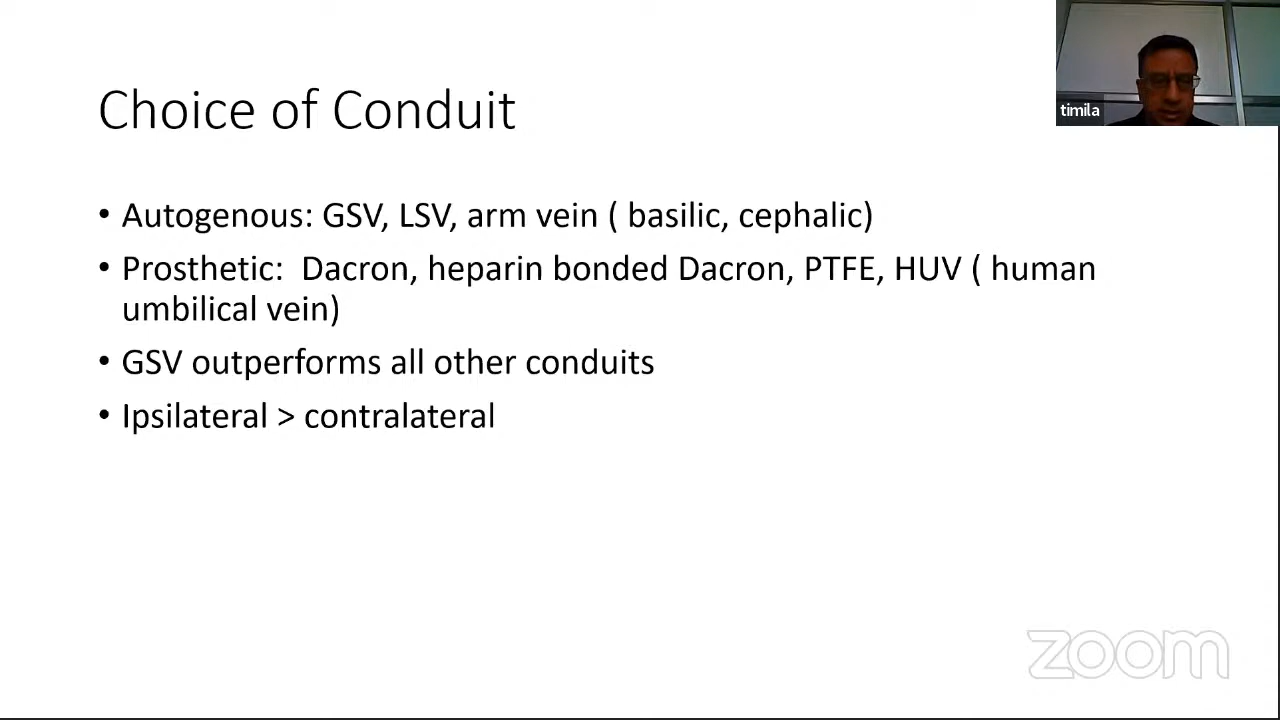 Choice of Conduit
timila
• Autogenous: GSV, LSV, arm vein ( basilic, cephalic)
• Prosthetic:  Dacron, heparin bonded Dacron, PTFE, HUV ( human
umbilical vein)
• GSV outperforms all other conduits
• Ipsilateral > contralateral
zoom